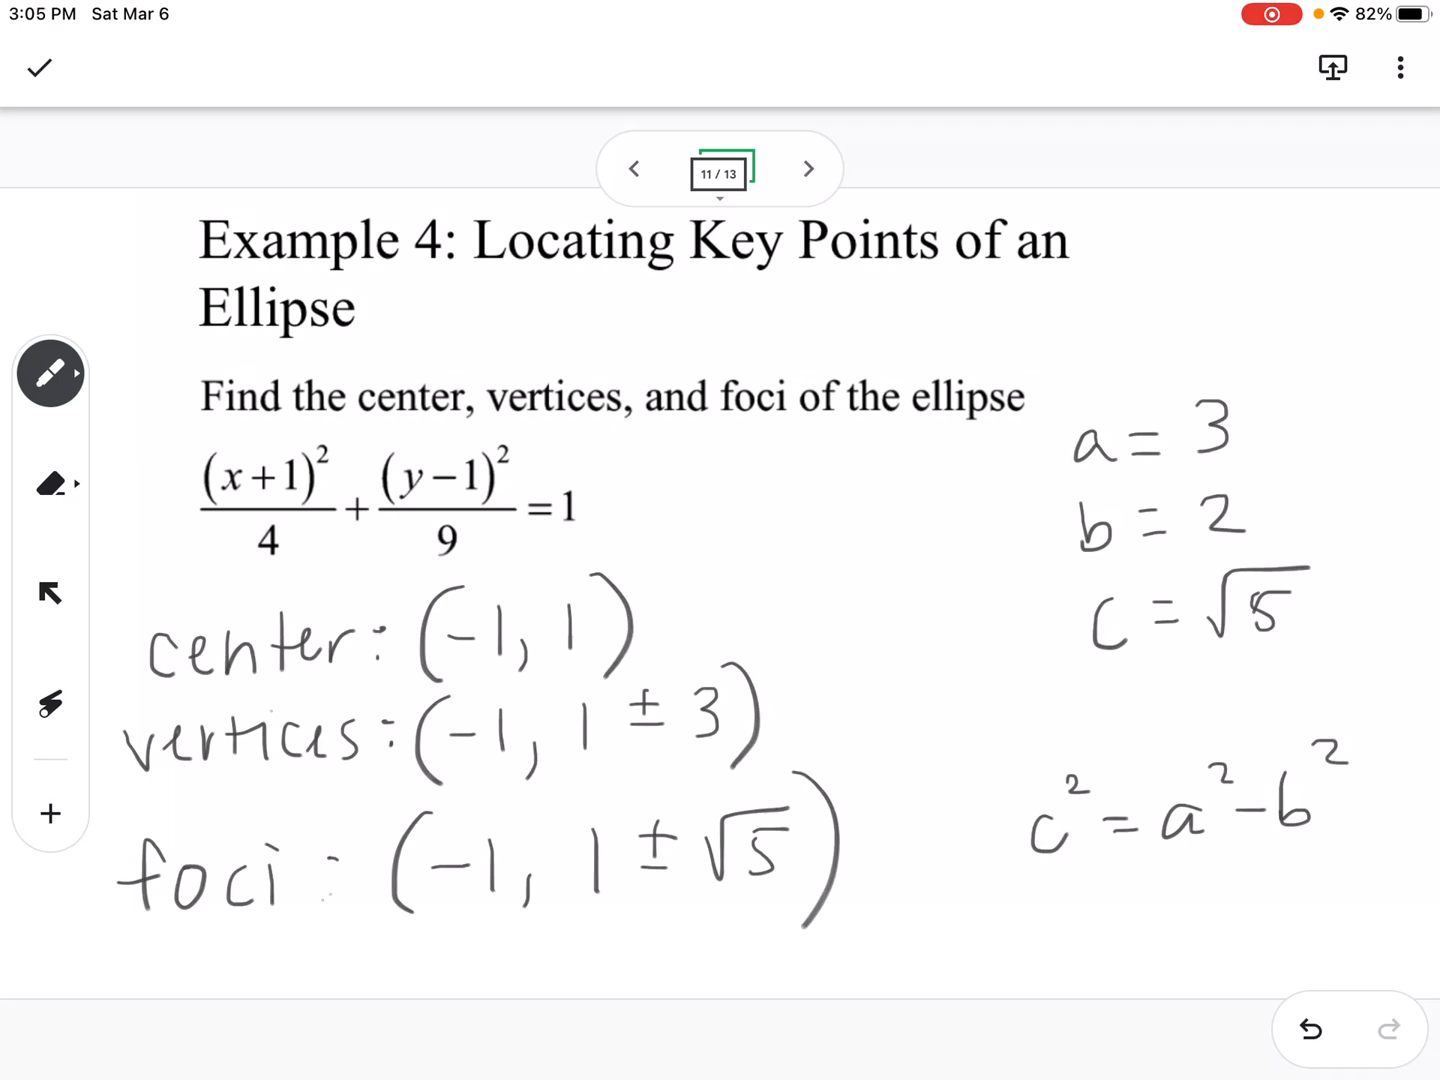 3:05 PM Sat Mar 6 82%
11 / 13
Example 4: Locating Key Points of an
Ellipse
Find the center, vertices, and foci of the ellipse
(x+1)²/4 + (y−1)²/9 = 1
a = 3
b = 2
c = √5
center: (-1, 1)
vertices: (-1, 1 ± 3)
foci: (-1, 1 ± √5)
c² = a² - b²